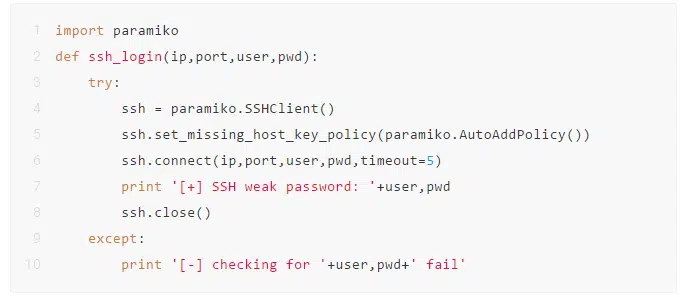 1 import paramiko
2 def ssh_login(ip,port,user,pwd):
3     try:
4         ssh = paramiko.SSHClient()
5         ssh.set_missing_host_key_policy(paramiko.AutoAddPolicy())
6         ssh.connect(ip,port,user,pwd,timeout=5)
7         print '[+] SSH weak password: '+user,pwd
8         ssh.close()
9     except:
10         print '[-] checking for '+user,pwd+' fail'